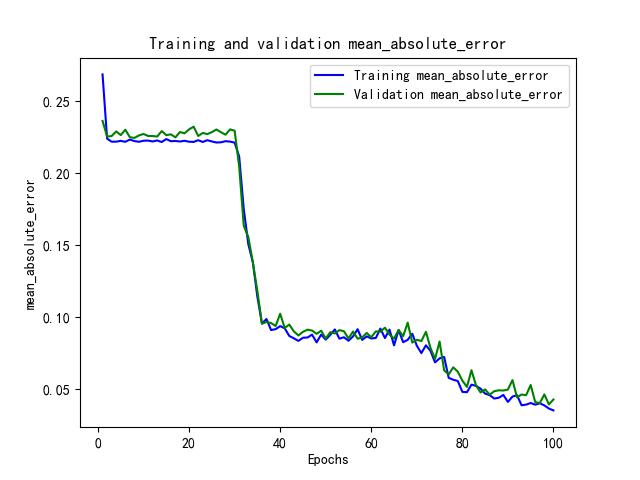 Training and validation mean_absolute_error
Training mean_absolute_error
Validation mean_absolute_error
mean_absolute_error
0.25
0.20
0.15
0.10
0.05
0 20 40 60 80 100
Epochs